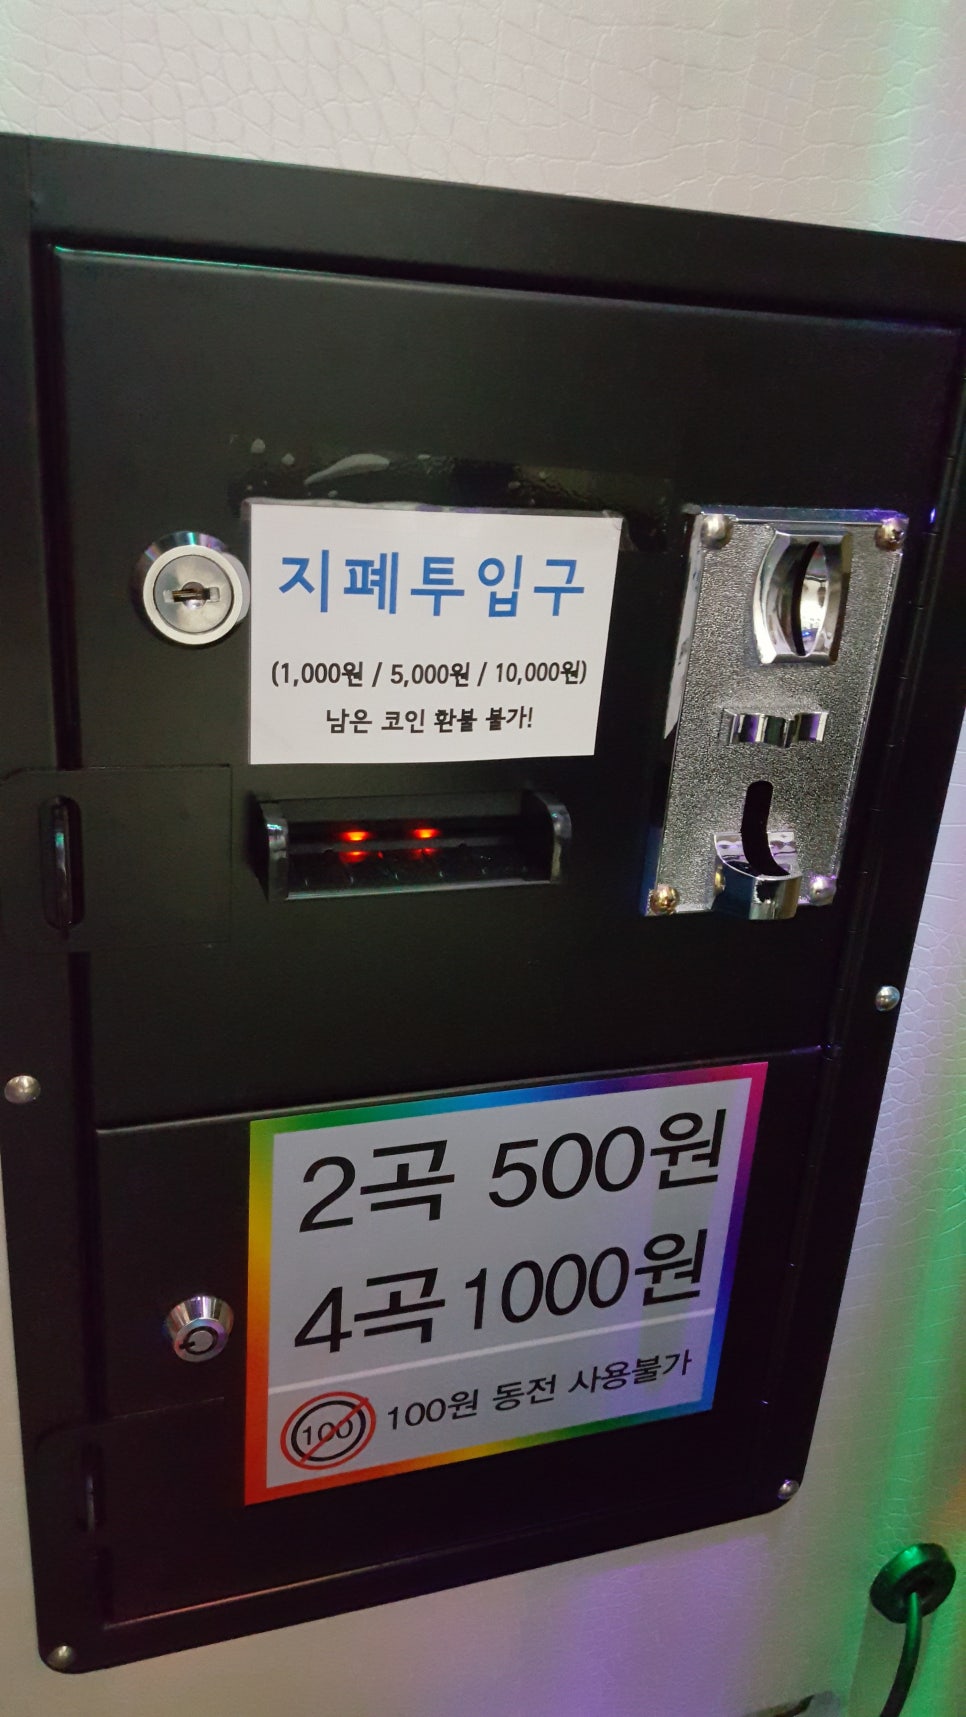 지폐투입구
(1,000원 / 5,000원 / 10,000원)
남은 코인 환불 불가!
2곡 500원
4곡 1000원
100 100원 동전 사용불가